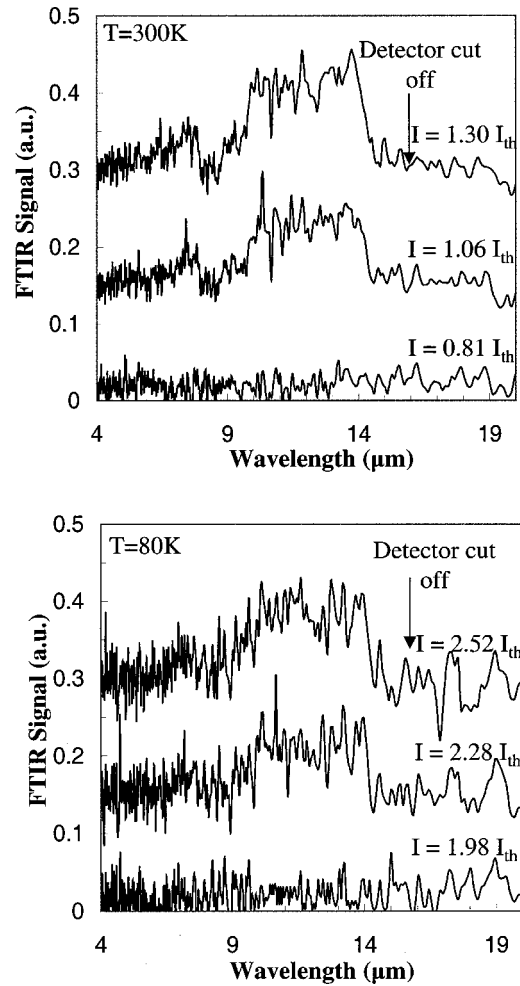 T=300K
Detector cut
off
I = 1.30 Ith
I = 1.06 Ith
I = 0.81 Ith
FTIR Signal (a.u.)
0.5
0.4
0.3
0.2
0.1
0
4 9 14 19
Wavelength (μm)
T=80K
Detector cut
off
I = 2.52 Ith
I = 2.28 Ith
I = 1.98 Ith
FTIR Signal (a.u.)
0.5
0.4
0.3
0.2
0.1
0
4 9 14 19
Wavelength (μm)